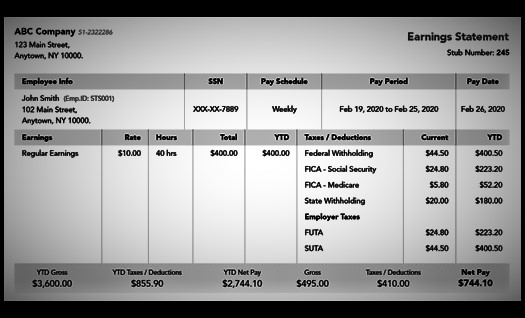 ABC Company 51-2322286
123 Main Street,
Anytown, NY 10000.
Earnings Statement
Stub Number: 245
Employee Info SSN Pay Schedule Pay Period Pay Date
John Smith (Emp.ID: STS001)
102 Main Street,
Anytown, NY 10000.
XXX-XX-7889 Weekly Feb 19, 2020 to Feb 25, 2020 Feb 26, 2020
Earnings Rate Hours Total YTD Taxes / Deductions Current YTD
Regular Earnings $10.00 40 hrs $400.00 $400.00 Federal Withholding $44.50 $400.50
FICA - Social Security $24.80 $223.20
FICA - Medicare $5.80 $52.20
State Withholding $20.00 $180.00
Employer Taxes
FUTA $24.80 $223.20
SUTA $44.50 $400.50
YTD Gross YTD Taxes / Deductions YTD Net Pay Gross Taxes / Deductions Net Pay
$3,600.00 $855.90 $2,744.10 $495.00 $410.00 $744.10